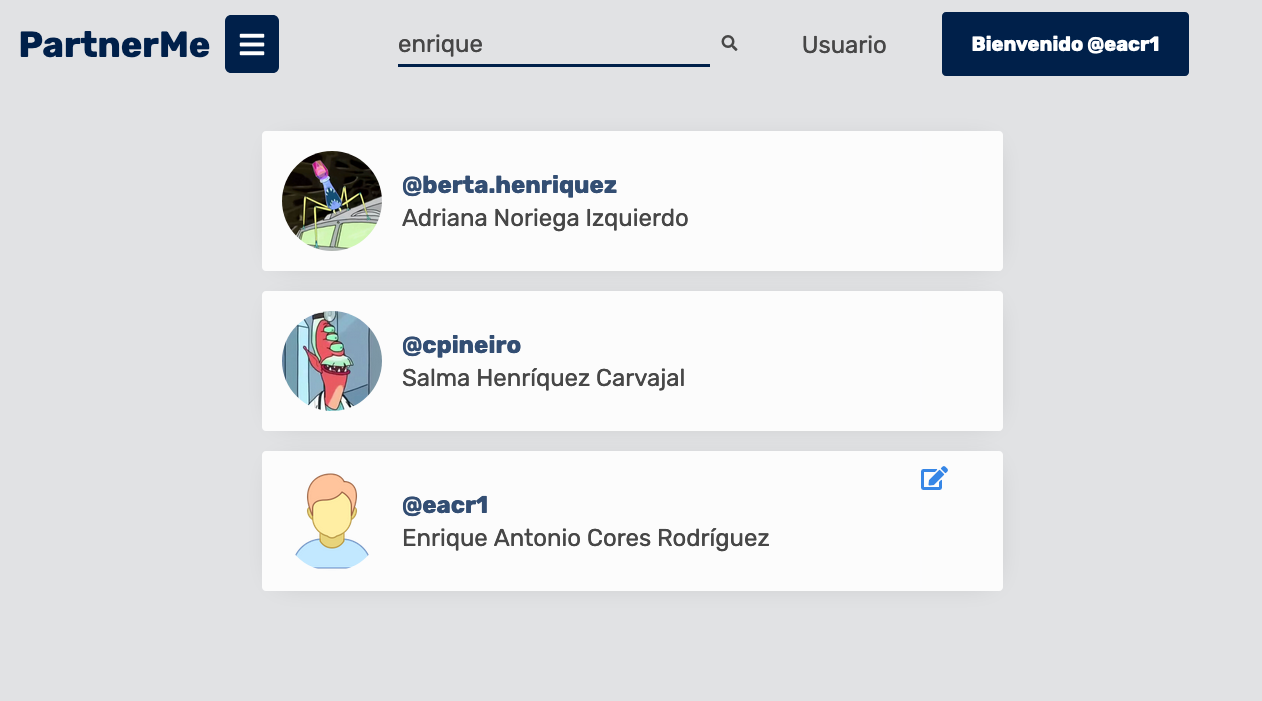 PartnerMe
enrique
Usuario
Bienvenido @eacr1
@berta.henriquez
Adriana Noriega Izquierdo
@cpineiro
Salma Henríquez Carvajal
@eacr1
Enrique Antonio Cores Rodríguez